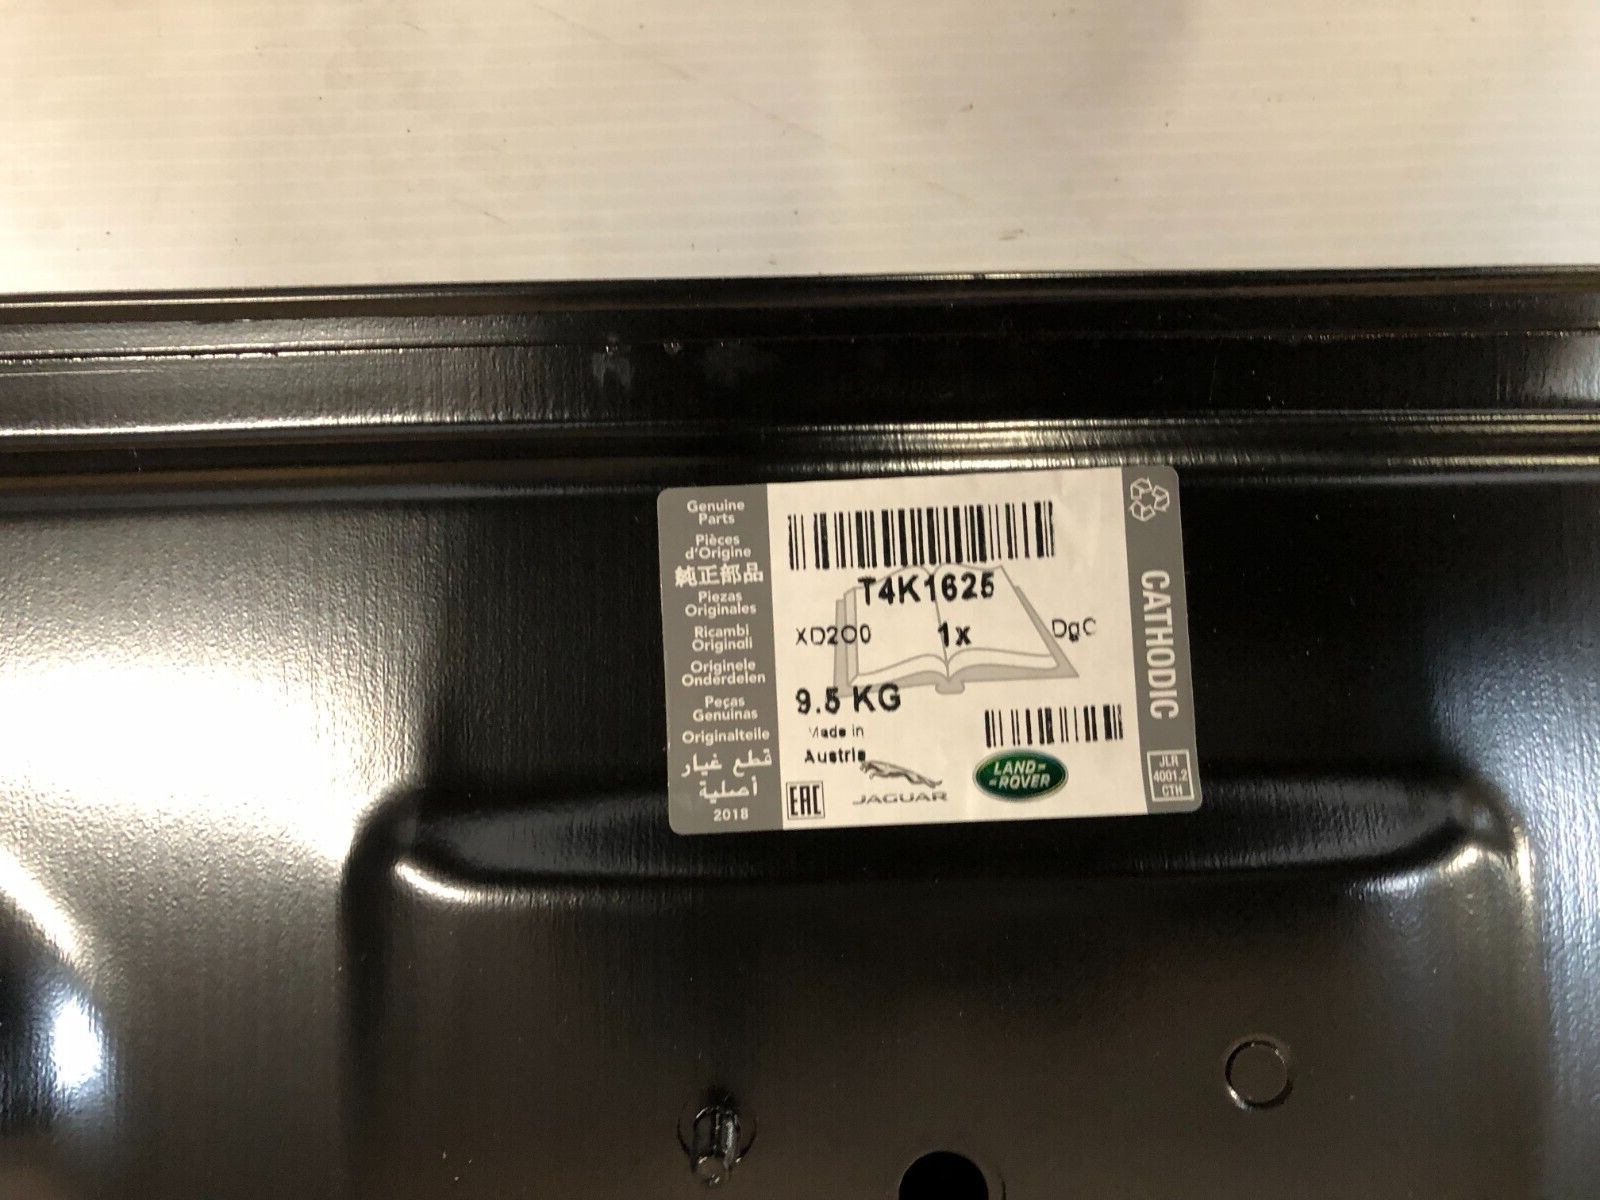 Genuine
Parts
Pièces
d'Origine
純正部品
Piezas
Originales
Ricambi
Originali
Originele
Onderdelen
Peças
Genuinas
Originalteile
قطع غيار
أصلية
2018
T4K1625
XD2O0 1x DgC
9.5 KG
Made in
Austria
EAC
JAGUAR
LAND-
-ROVER
CATHODIC
JLR
4001.2
CTH